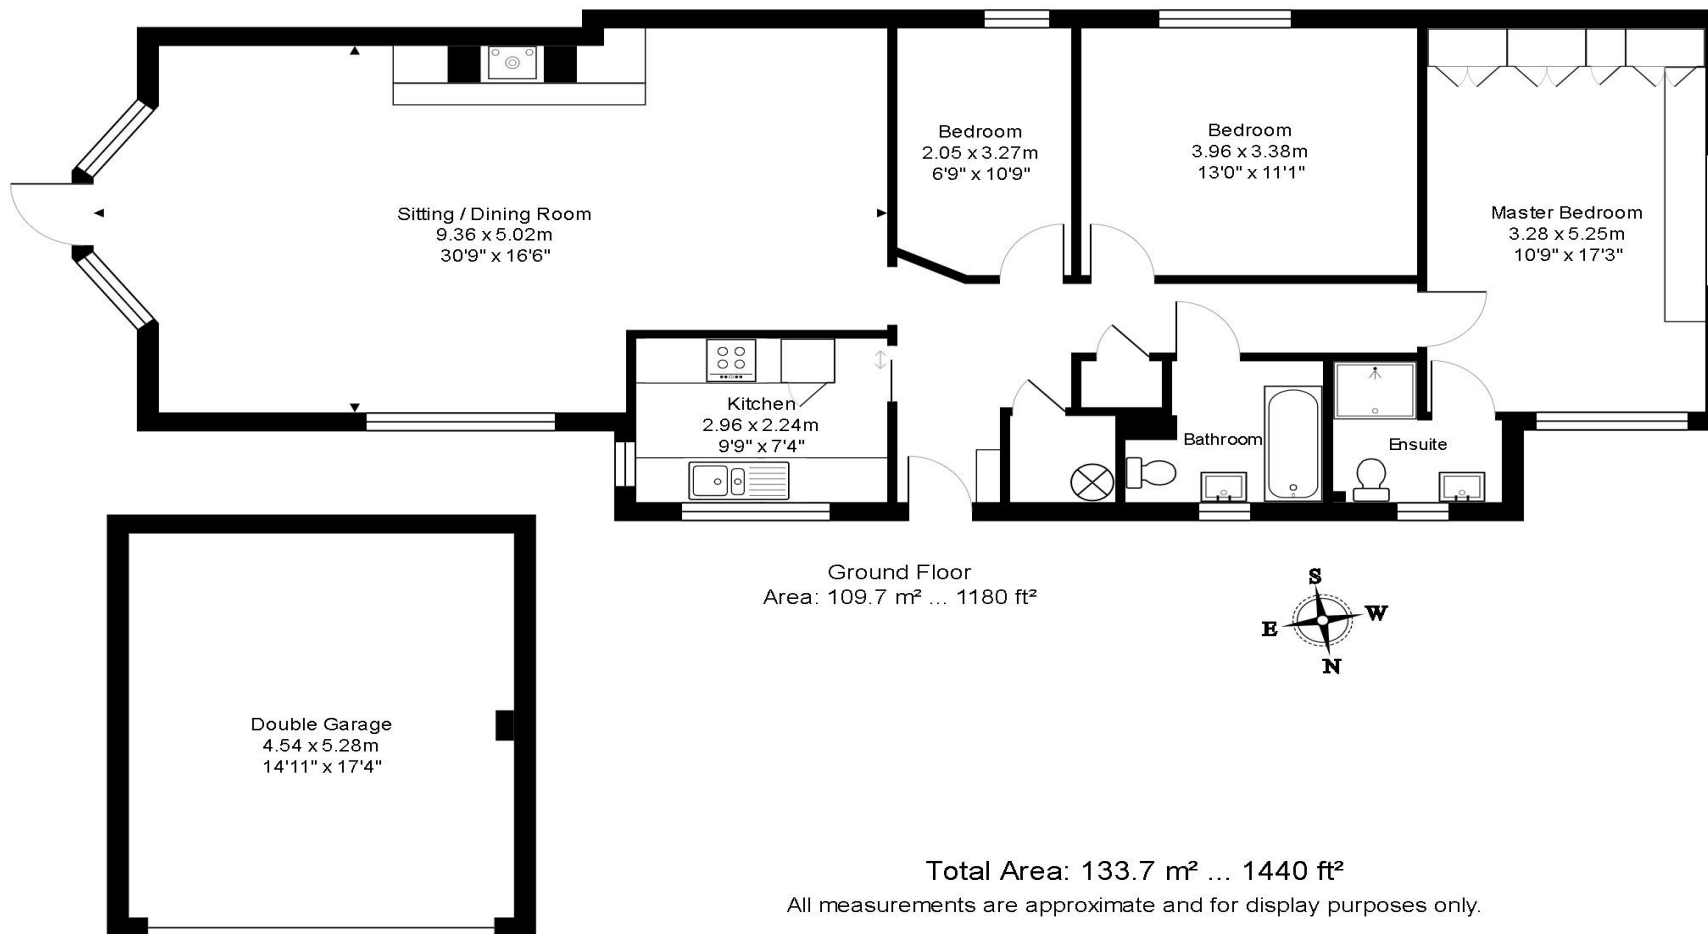 Sitting / Dining Room
9.36 x 5.02m
30'9" x 16'6"
Bedroom
2.05 x 3.27m
6'9" x 10'9"
Bedroom
3.96 x 3.38m
13'0" x 11'1"
Master Bedroom
3.28 x 5.25m
10'9" x 17'3"
Kitchen
2.96 x 2.24m
9'9" x 7'4"
Bathroom
Ensuite
Ground Floor
Area: 109.7 m² ... 1180 ft²
S
W
E
N
Double Garage
4.54 x 5.28m
14'11" x 17'4"
Total Area: 133.7 m² ... 1440 ft²
All measurements are approximate and for display purposes only.